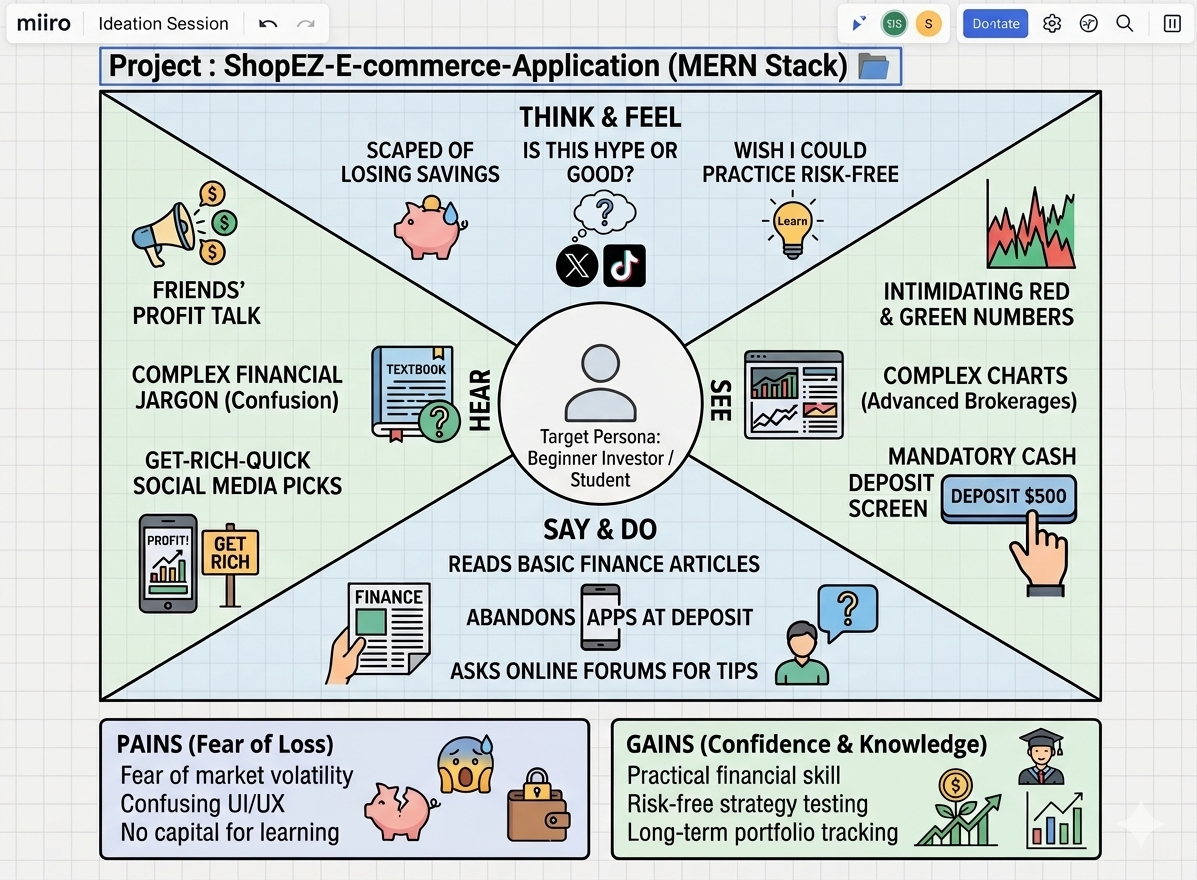 miiro
Ideation Session
SIS
S
Dontate
Project : ShopEZ-E-commerce-Application (MERN Stack)
THINK & FEEL
SCAPED OF
LOSING SAVINGS
IS THIS HYPE OR
GOOD?
?
WISH I COULD
PRACTICE RISK-FREE
Learn
$
$
$
FRIENDS’
PROFIT TALK
COMPLEX FINANCIAL
JARGON (Confusion)
TEXTBOOK
?
HEAR
GET-RICH-QUICK
SOCIAL MEDIA PICKS
PROFIT!
GET
RICH
Target Persona:
Beginner Investor /
Student
SEE
INTIMIDATING RED
& GREEN NUMBERS
COMPLEX CHARTS
(Advanced Brokerages)
MANDATORY CASH
DEPOSIT
SCREEN
DEPOSIT $500
SAY & DO
READS BASIC FINANCE ARTICLES
FINANCE
ABANDONS APPS AT DEPOSIT
ASKS ONLINE FORUMS FOR TIPS
?
PAINS (Fear of Loss)
Fear of market volatility
Confusing UI/UX
No capital for learning
GAINS (Confidence & Knowledge)
Practical financial skill
Risk-free strategy testing
Long-term portfolio tracking
$